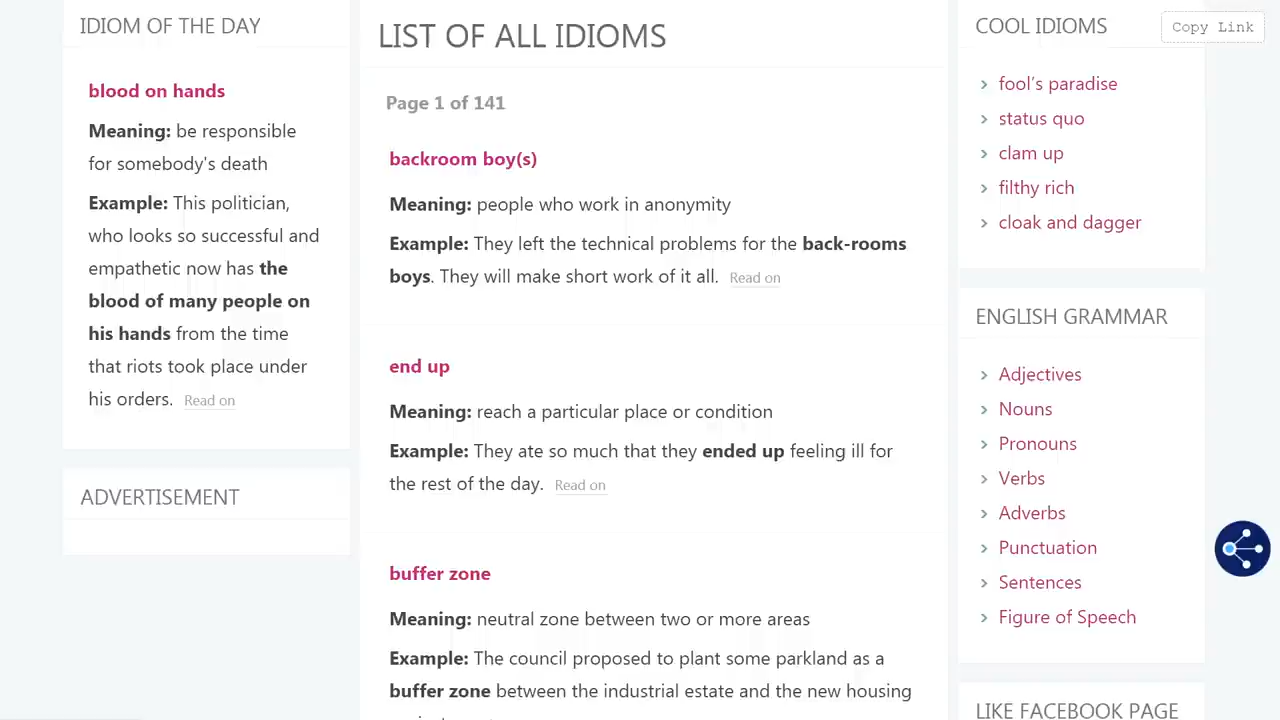 IDIOM OF THE DAY
blood on hands
Meaning: be responsible
for somebody's death
Example: This politician,
who looks so successful and
empathetic now has the
blood of many people on
his hands from the time
that riots took place under
his orders. Read on
ADVERTISEMENT
LIST OF ALL IDIOMS
Page 1 of 141
backroom boy(s)
Meaning: people who work in anonymity
Example: They left the technical problems for the back-rooms
boys. They will make short work of it all. Read on
end up
Meaning: reach a particular place or condition
Example: They ate so much that they ended up feeling ill for
the rest of the day. Read on
buffer zone
Meaning: neutral zone between two or more areas
Example: The council proposed to plant some parkland as a
buffer zone between the industrial estate and the new housing
COOL IDIOMS
Copy Link
fool’s paradise
status quo
clam up
filthy rich
cloak and dagger
ENGLISH GRAMMAR
Adjectives
Nouns
Pronouns
Verbs
Adverbs
Punctuation
Sentences
Figure of Speech
LIKE FACEBOOK PAGE